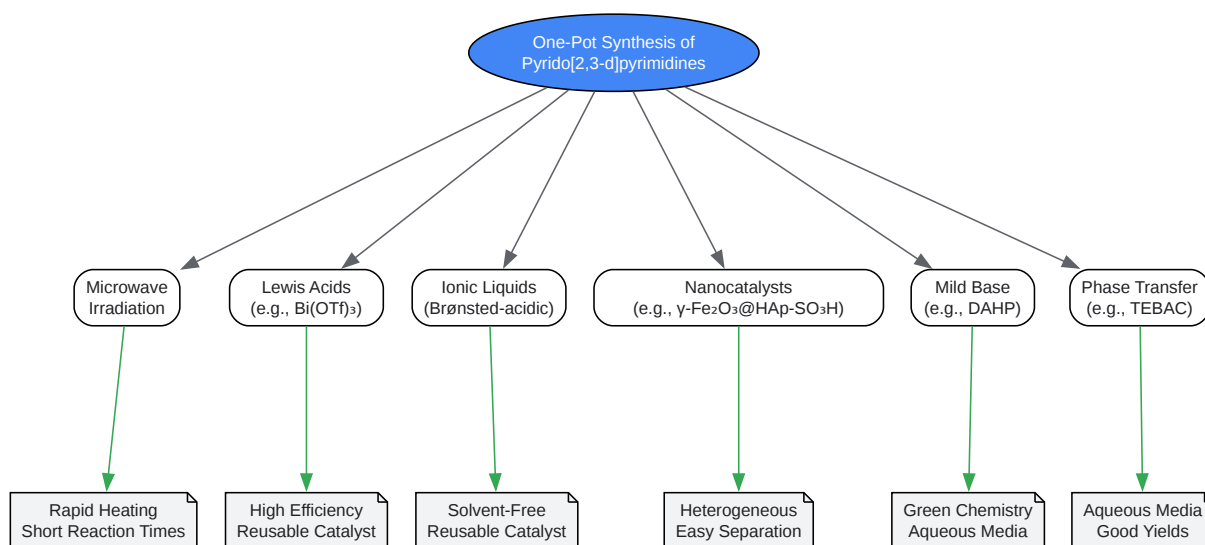 One-Pot Synthesis of
Pyrido[2,3-d]pyrimidines
Microwave
Irradiation
Lewis Acids
(e.g., Bi(OTf)₃)
Ionic Liquids
(Brønsted-acidic)
Nanocatalysts
(e.g., γ-Fe₂O₃@HAp-SO₃H)
Mild Base
(e.g., DAHP)
Phase Transfer
(e.g., TEBAC)
Rapid Heating
Short Reaction Times
High Efficiency
Reusable Catalyst
Solvent-Free
Reusable Catalyst
Heterogeneous
Easy Separation
Green Chemistry
Aqueous Media
Aqueous Media
Good Yields